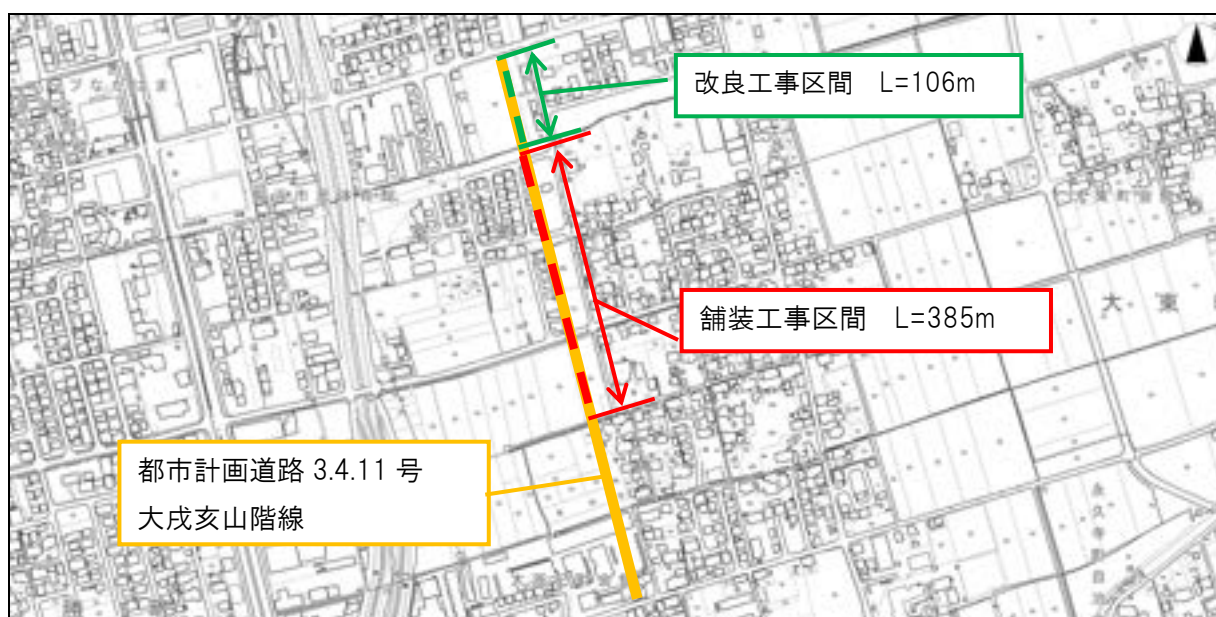 改良工事区間　L=106m
舗装工事区間　L=385m
大東
都市計画道路 3.4.11 号
大戌亥山階線